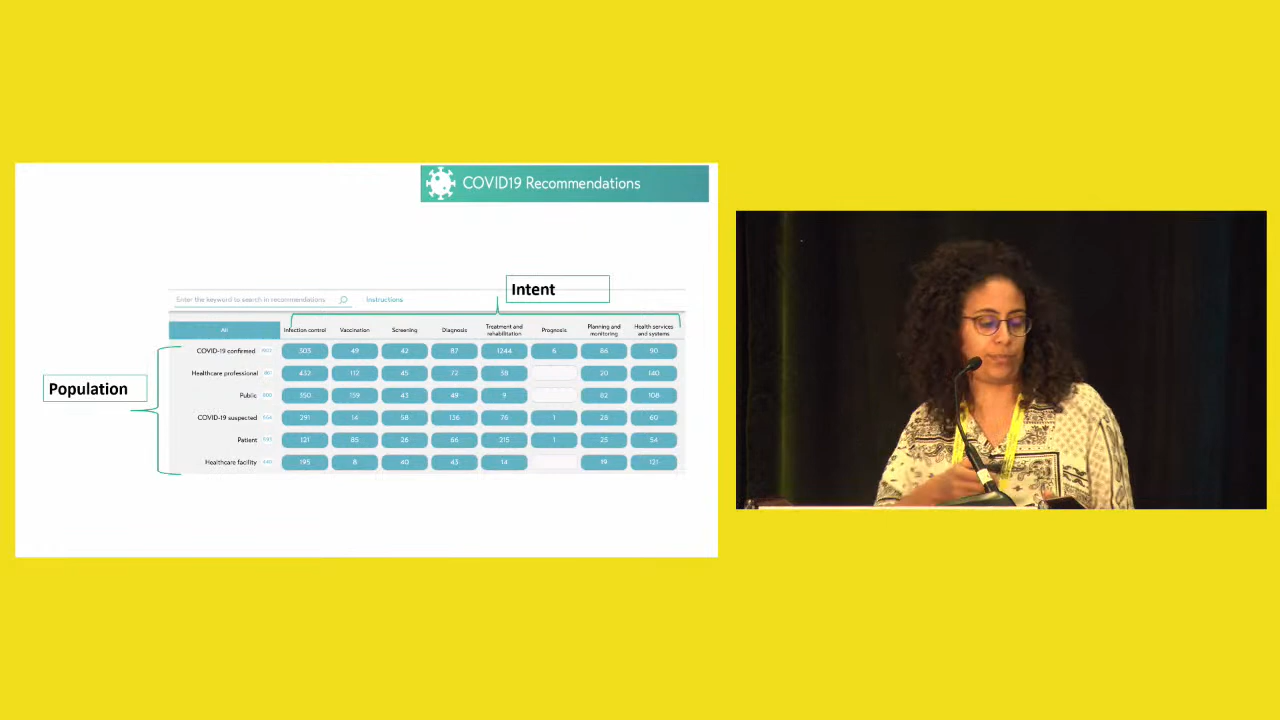 COVID19 Recommendations
Intent
Enter the keyword to search in recommendations Instructions
All Infection control Vaccination Screening Diagnosis Treatment and rehabilitation Prognosis Planning and monitoring Health services and systems
Population
COVID-19 confirmed 303 49 42 87 1244 6 86 90
Healthcare professional 432 112 45 72 38 20 140
Public 350 159 43 49 9 82 108
COVID-19 suspected 291 14 58 136 76 1 28 60
Patient 121 85 26 66 215 1 25 54
Healthcare facility 195 8 40 43 14 19 121